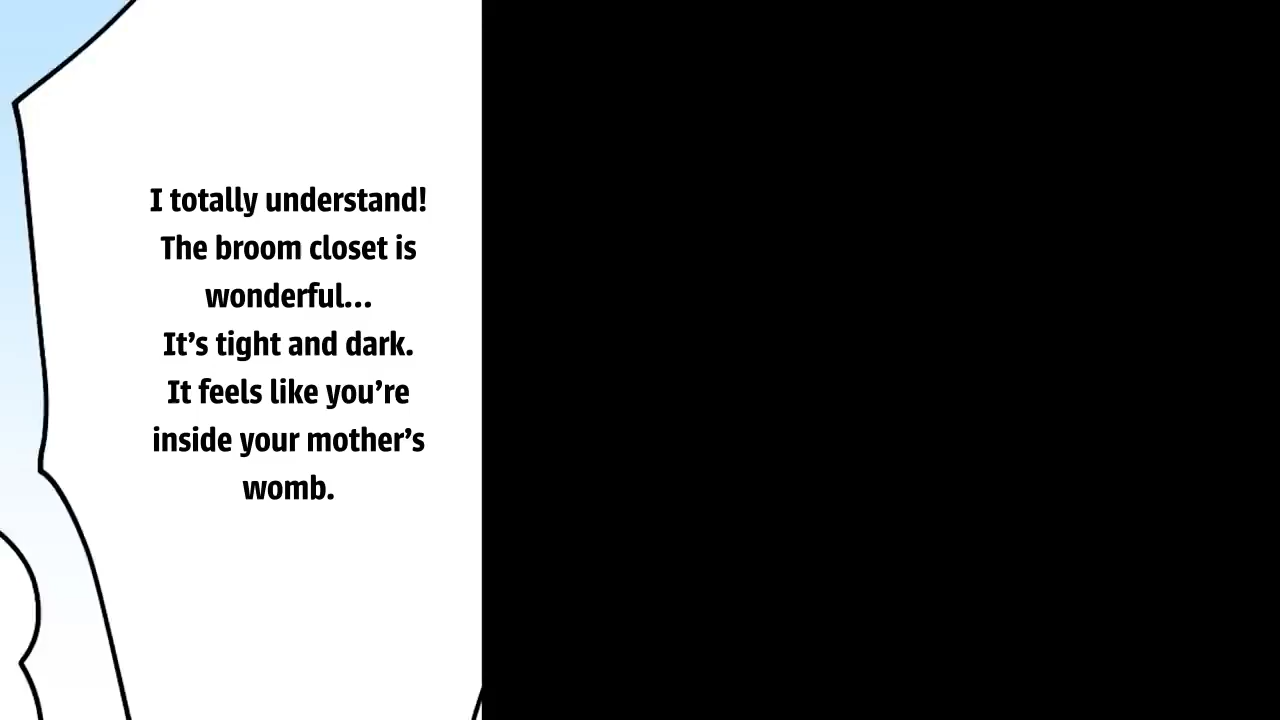 I totally understand!
The broom closet is
wonderful...
It’s tight and dark.
It feels like you’re
inside your mother’s
womb.